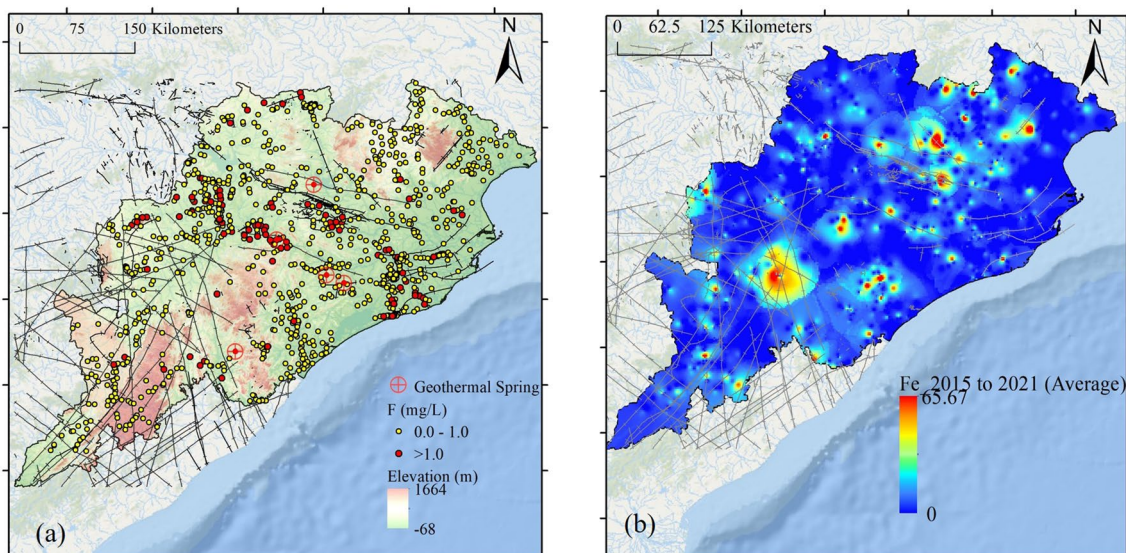 0 75 150 Kilometers
N
Geothermal Spring
F (mg/L)
0.0 - 1.0
>1.0
Elevation (m)
1664
-68
(a)
0 62.5 125 Kilometers
N
Fe_2015 to 2021 (Average)
65.67
0
(b)